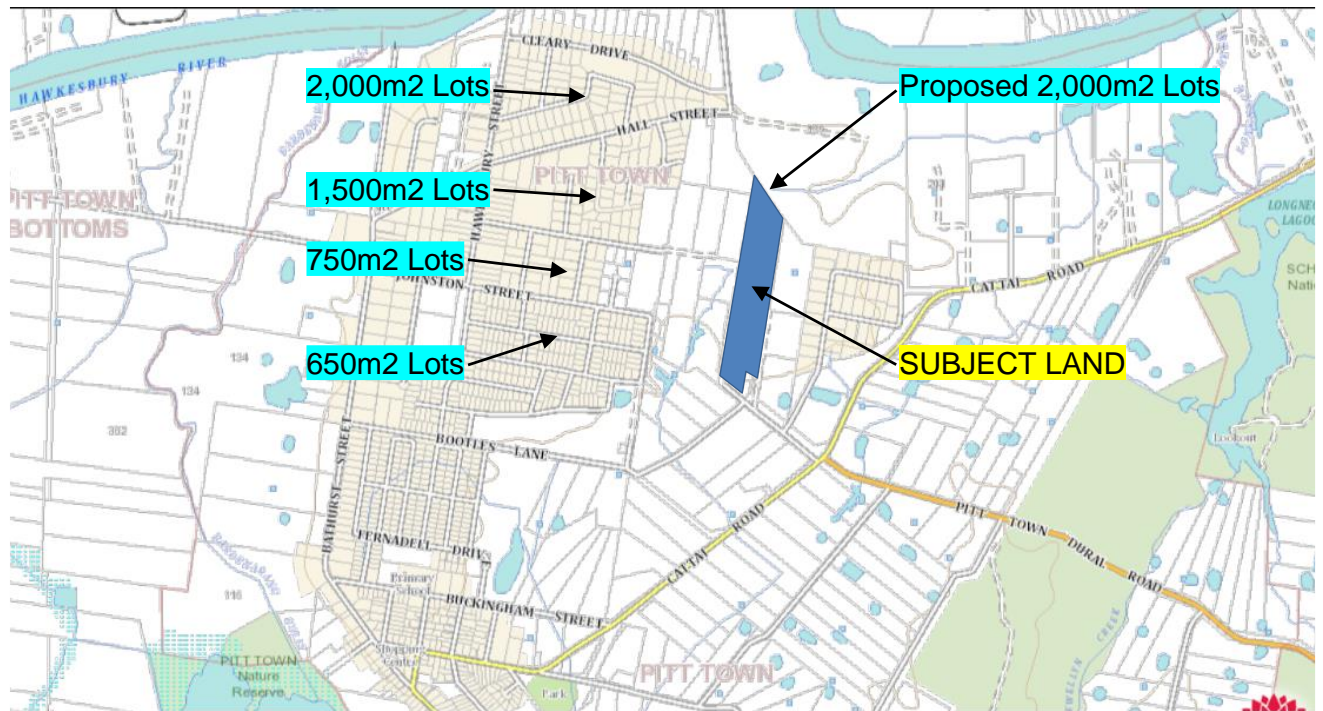 CLEARY DRIVE
HAWKESBURY RIVER
2,000m2 Lots
Proposed 2,000m2 Lots
HALL STREET
PITT TOWN
1,500m2 Lots
PITT TOWN
BOTTOMS
LONGNECK
CATTAI ROAD
750m2 Lots
JOHNSTON STREET
650m2 Lots
SUBJECT LAND
134
134
302
Lookout
BOOTLES LANE
BATHURST STREET
CATTAI ROAD
PITT TOWN DURAL ROAD
FERNADELL DRIVE
Primary
School
116
BUCKINGHAM STREET
Shopping
Centre
PITT TOWN
Nature
Reserve
PITT TOWN
Park
CREEK